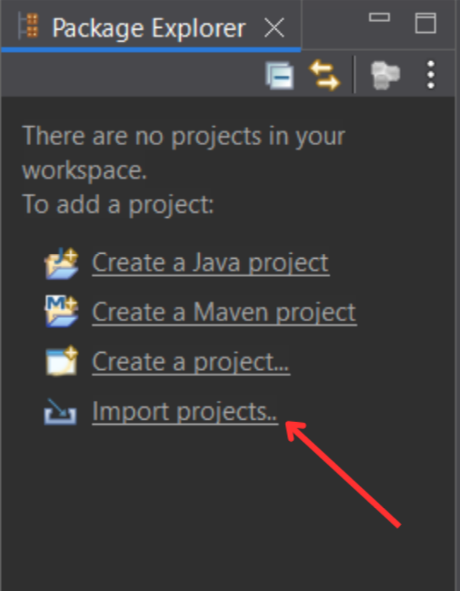 Package Explorer
There are no projects in your
workspace.
To add a project:
Create a Java project
Create a Maven project
Create a project...
Import projects..